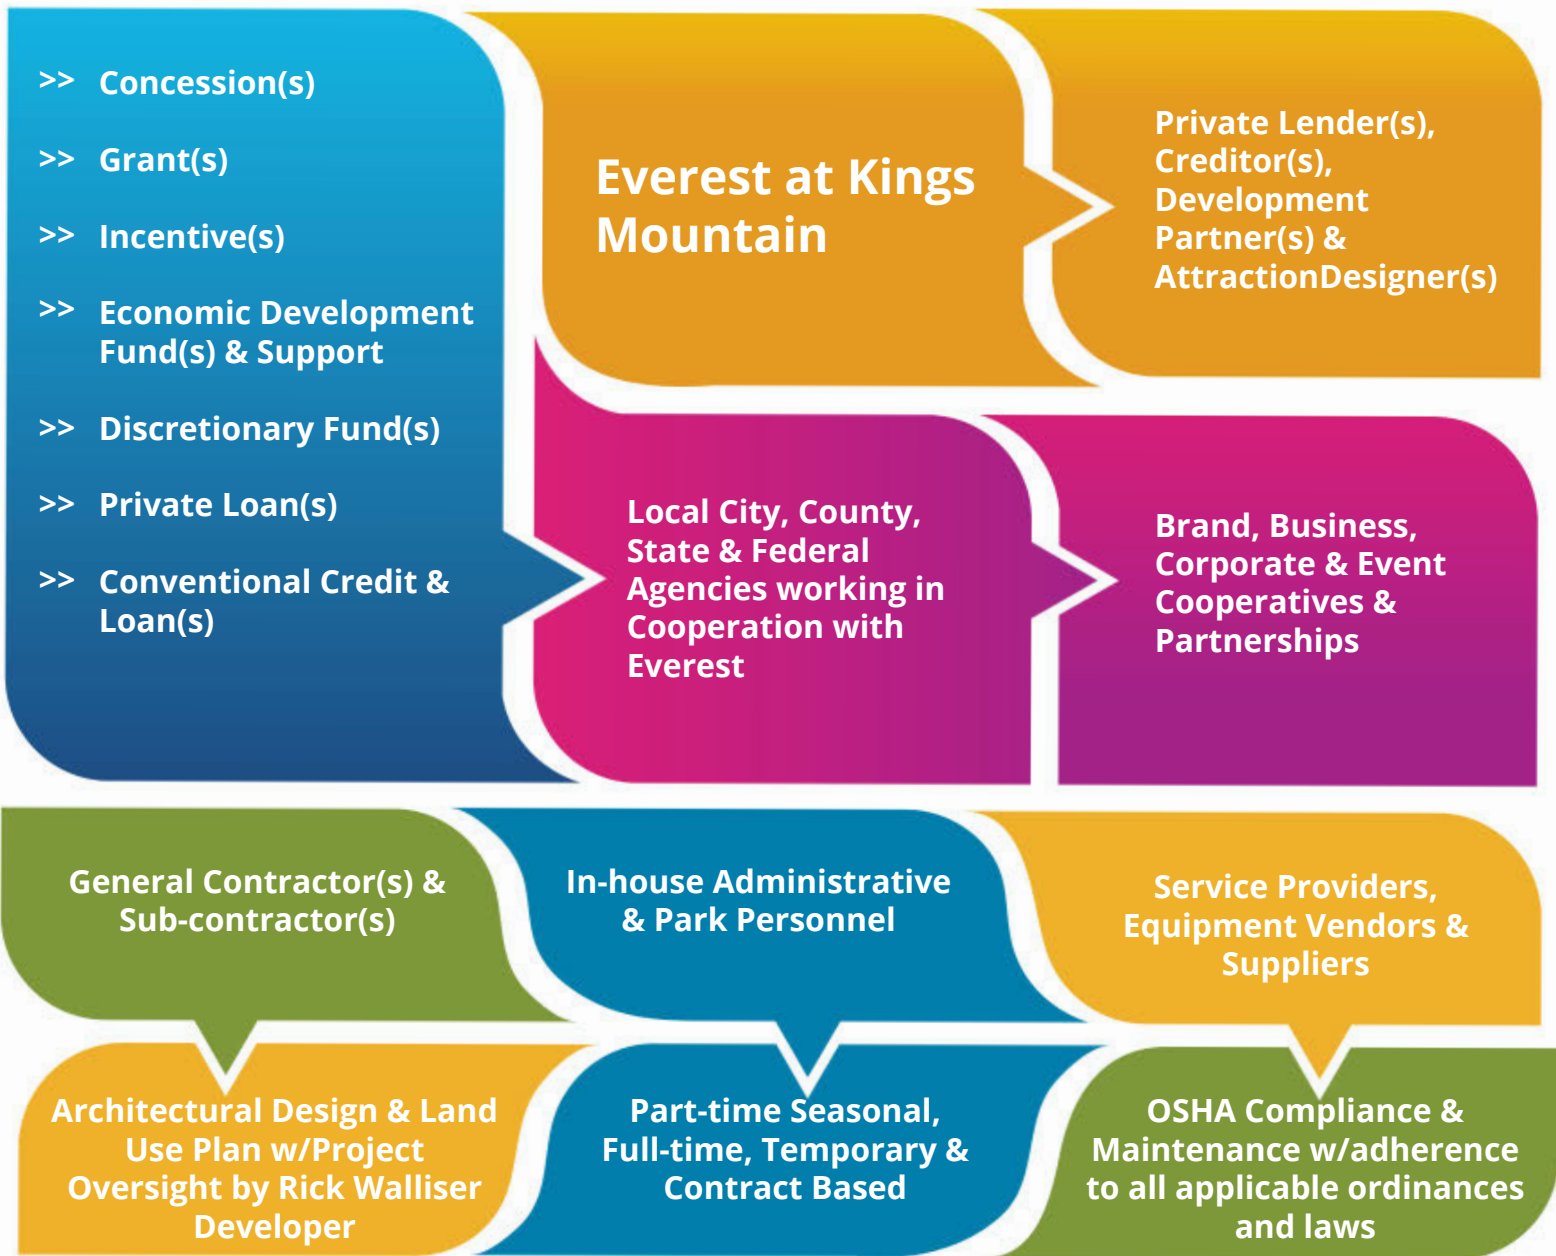 >> Concession(s)
>> Grant(s)
>> Incentive(s)
>> Economic Development
Fund(s) & Support
>> Discretionary Fund(s)
>> Private Loan(s)
>> Conventional Credit &
Loan(s)
Everest at Kings
Mountain
Private Lender(s),
Creditor(s),
Development
Partner(s) &
AttractionDesigner(s)
Local City, County,
State & Federal
Agencies working in
Cooperation with
Everest
Brand, Business,
Corporate & Event
Cooperatives &
Partnerships
General Contractor(s) &
Sub-contractor(s)
In-house Administrative
& Park Personnel
Service Providers,
Equipment Vendors &
Suppliers
Architectural Design & Land
Use Plan w/Project
Oversight by Rick Walliser
Developer
Part-time Seasonal,
Full-time, Temporary &
Contract Based
OSHA Compliance &
Maintenance w/adherence
to all applicable ordinances
and laws